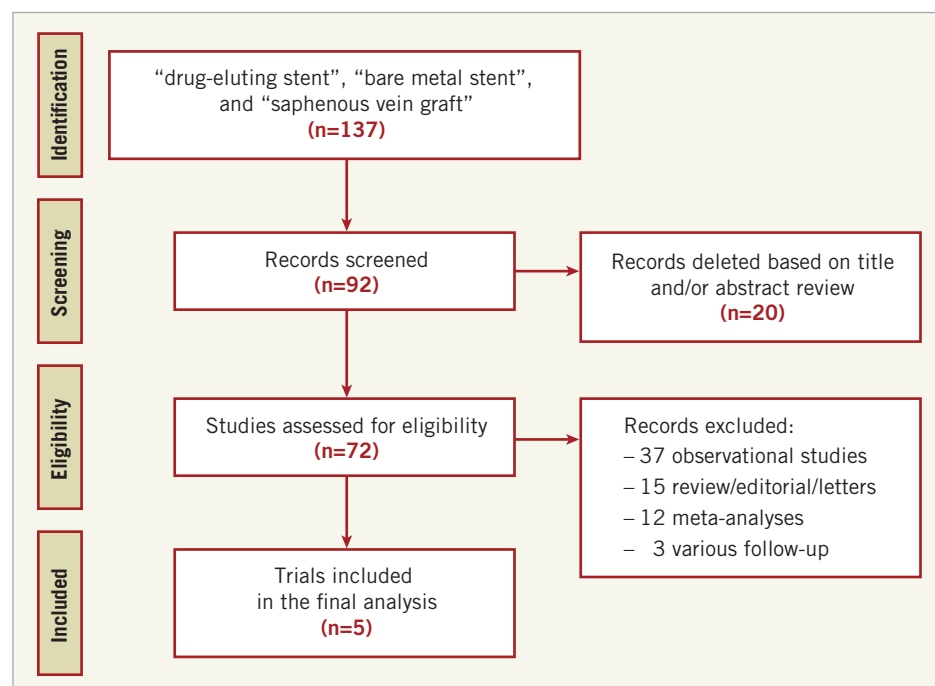 Identification
“drug-eluting stent”, “bare metal stent”,
and “saphenous vein graft”
(n=137)
Screening
Records screened
(n=92)
Records deleted based on title
and/or abstract review
(n=20)
Eligibility
Studies assessed for eligibility
(n=72)
Records excluded:
– 37 observational studies
– 15 review/editorial/letters
– 12 meta-analyses
– 3 various follow-up
Included
Trials included
in the final analysis
(n=5)